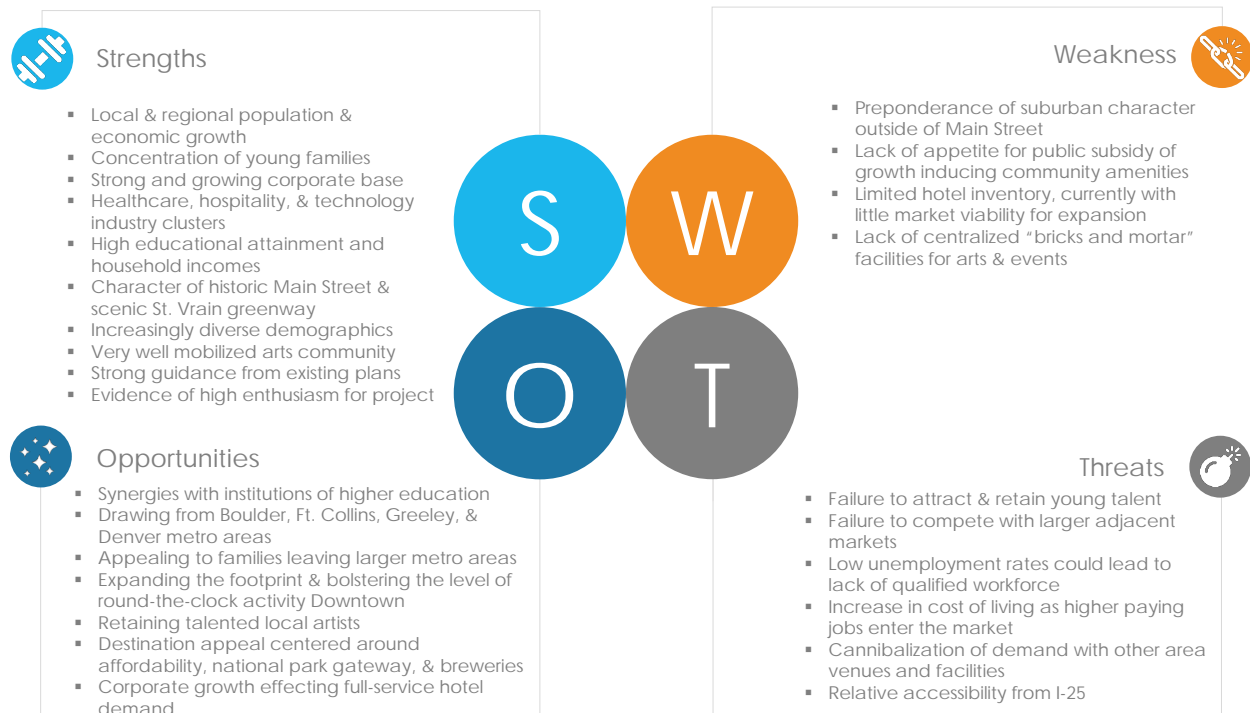 Strengths
▪ Local & regional population &
economic growth
▪ Concentration of young families
▪ Strong and growing corporate base
▪ Healthcare, hospitality, & technology
industry clusters
▪ High educational attainment and
household incomes
▪ Character of historic Main Street &
scenic St. Vrain greenway
▪ Increasingly diverse demographics
▪ Very well mobilized arts community
▪ Strong guidance from existing plans
▪ Evidence of high enthusiasm for project
Weakness
▪ Preponderance of suburban character
outside of Main Street
▪ Lack of appetite for public subsidy of
growth inducing community amenities
▪ Limited hotel inventory, currently with
little market viability for expansion
▪ Lack of centralized “bricks and mortar”
facilities for arts & events
S
W
O
T
Opportunities
▪ Synergies with institutions of higher education
▪ Drawing from Boulder, Ft. Collins, Greeley, &
Denver metro areas
▪ Appealing to families leaving larger metro areas
▪ Expanding the footprint & bolstering the level of
round-the-clock activity Downtown
▪ Retaining talented local artists
▪ Destination appeal centered around
affordability, national park gateway, & breweries
▪ Corporate growth effecting full-service hotel
demand
Threats
▪ Failure to attract & retain young talent
▪ Failure to compete with larger adjacent
markets
▪ Low unemployment rates could lead to
lack of qualified workforce
▪ Increase in cost of living as higher paying
jobs enter the market
▪ Cannibalization of demand with other area
venues and facilities
▪ Relative accessibility from I-25